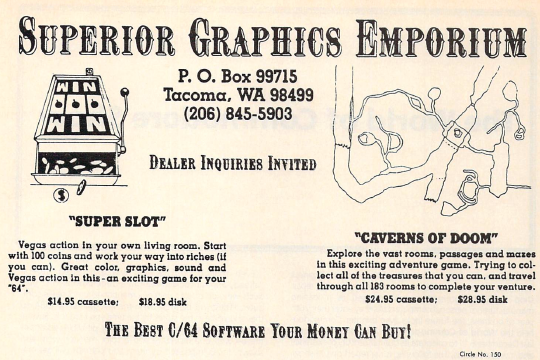 SUPERIOR GRAPHICS EMPORIUM
P. O. Box 99715
Tacoma, WA 98499
(206) 845-5903
DEALER INQUIRIES INVITED
WIN
WIN
$
"SUPER SLOT"
Vegas action in your own living room. Start
with 100 coins and work your way into riches (if
you can). Great color, graphics, sound and
Vegas action in this - an exciting game for your
"64".
$14.95 cassette; $18.95 disk
"CAVERNS OF DOOM"
Explore the vast rooms, passages and mazes
in this exciting adventure game. Trying to col-
lect all of the treasures that you can, and travel
through all 183 rooms to complete your venture.
$24.95 cassette; $28.95 disk
THE BEST C/64 SOFTWARE YOUR MONEY CAN BUY!
Circle No. 150